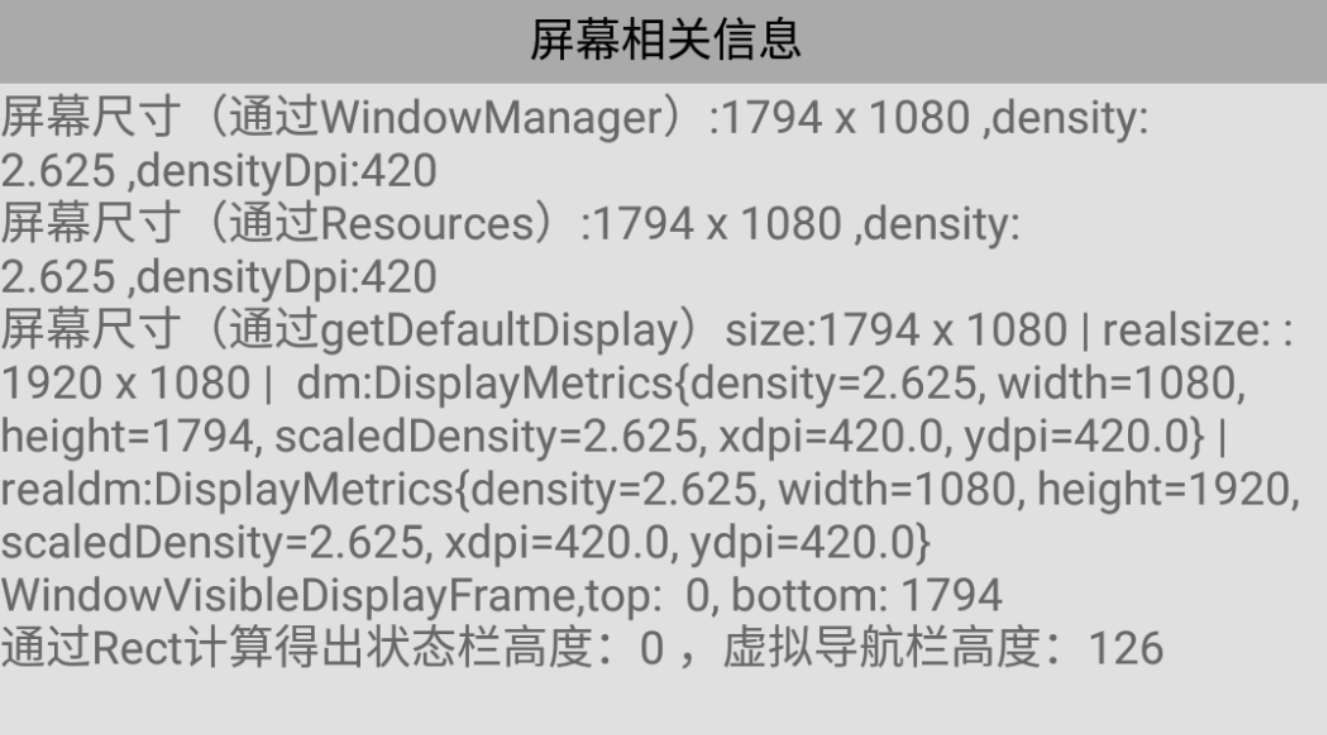 屏幕相关信息
屏幕尺寸（通过WindowManager）:1794 x 1080 ,density:
2.625 ,densityDpi:420
屏幕尺寸（通过Resources）:1794 x 1080 ,density:
2.625 ,densityDpi:420
屏幕尺寸（通过getDefaultDisplay）size:1794 x 1080 | realsize: :
1920 x 1080 |  dm:DisplayMetrics{density=2.625, width=1080,
height=1794, scaledDensity=2.625, xdpi=420.0, ydpi=420.0} |
realdm:DisplayMetrics{density=2.625, width=1080, height=1920,
scaledDensity=2.625, xdpi=420.0, ydpi=420.0}
WindowVisibleDisplayFrame,top:  0, bottom: 1794
通过Rect计算得出状态栏高度：0 ，虚拟导航栏高度：126